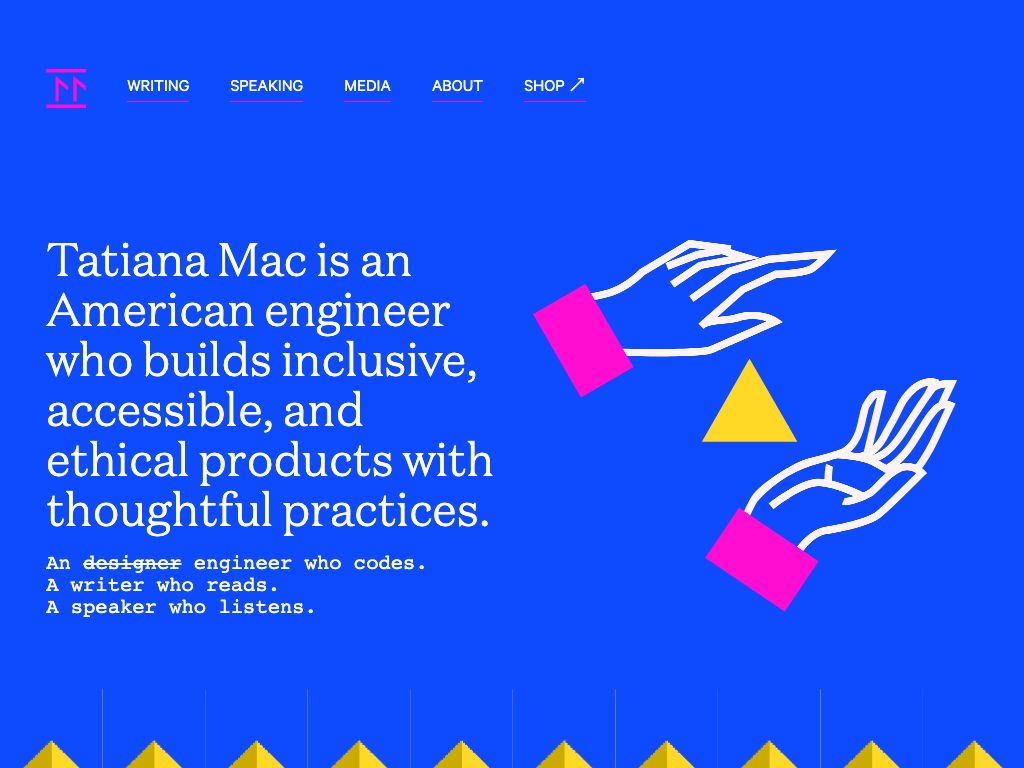 WRITING SPEAKING MEDIA ABOUT SHOP ↗
Tatiana Mac is an
American engineer
who builds inclusive,
accessible, and
ethical products with
thoughtful practices.
An designer engineer who codes.
A writer who reads.
A speaker who listens.